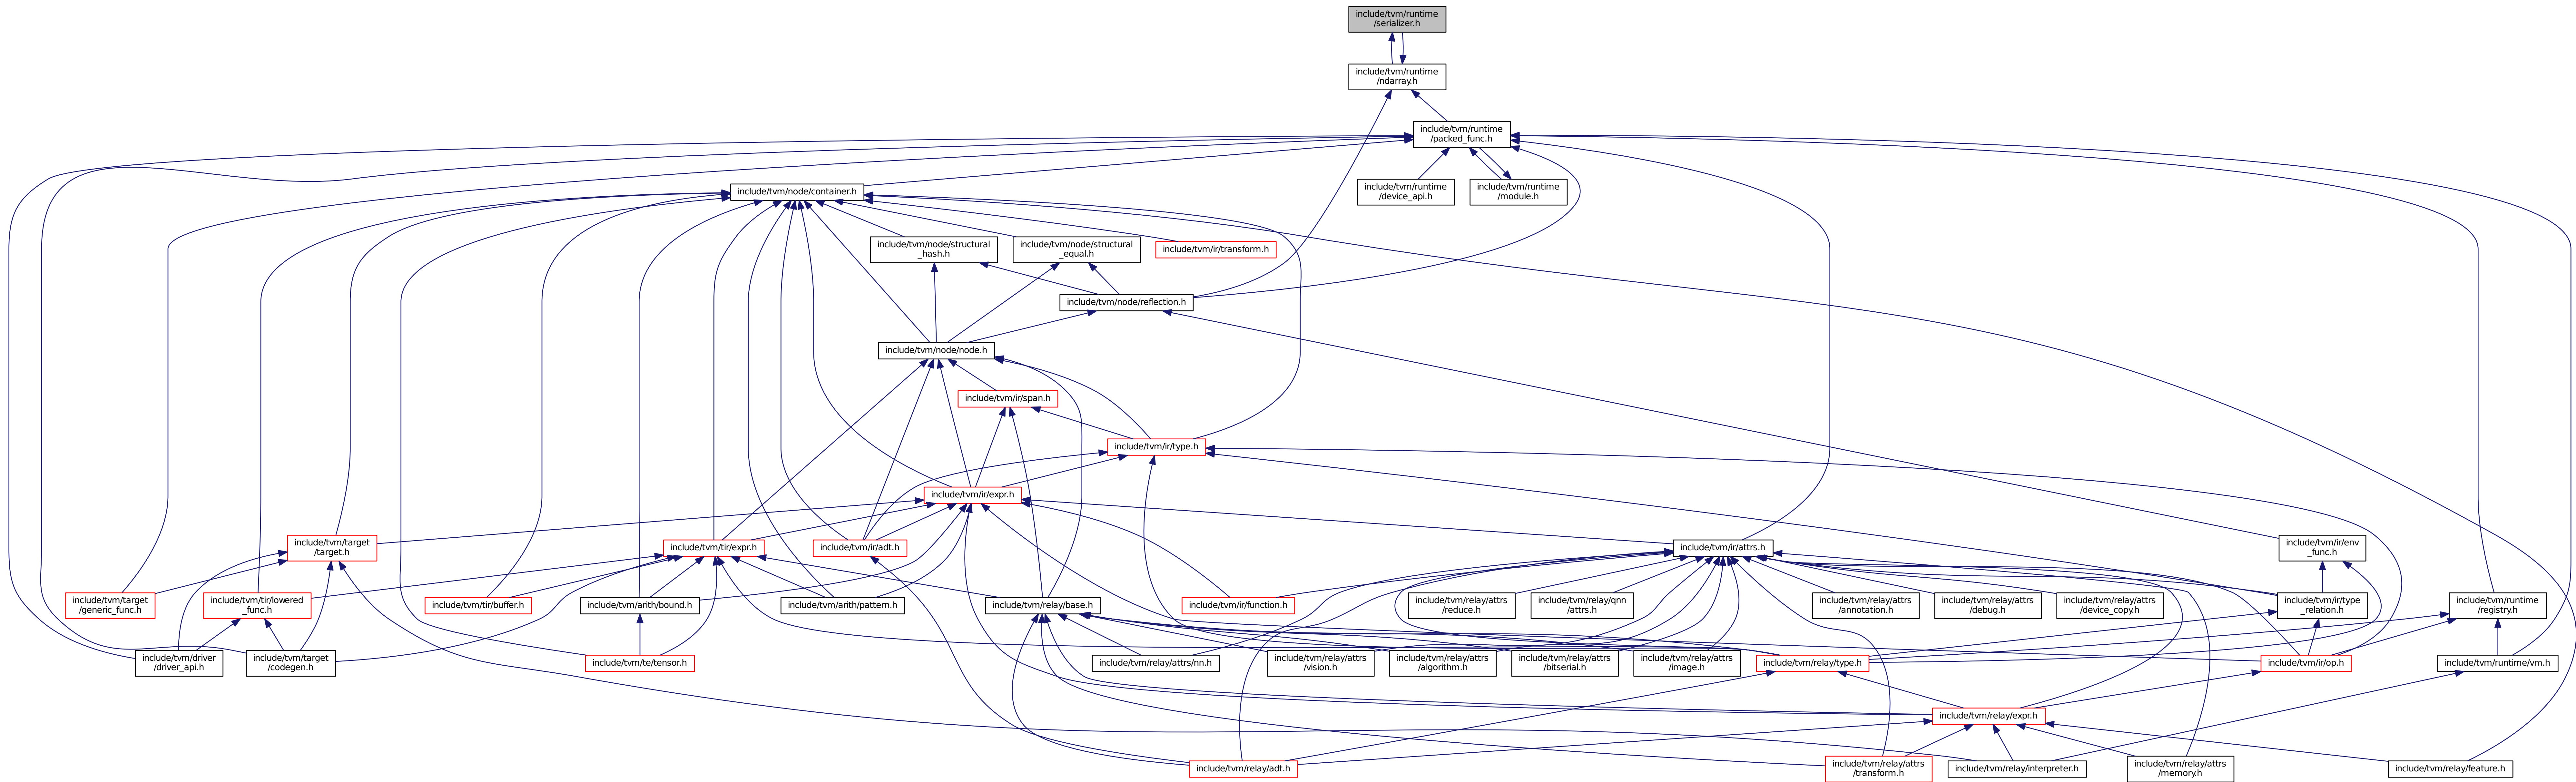 include/tvm/runtime
/serializer.h
include/tvm/runtime
/ndarray.h
include/tvm/runtime
/packed_func.h
include/tvm/node/container.h
include/tvm/runtime
/device_api.h
include/tvm/runtime
/module.h
include/tvm/node/structural
_hash.h
include/tvm/node/structural
_equal.h
include/tvm/ir/transform.h
include/tvm/node/reflection.h
include/tvm/node/node.h
include/tvm/ir/span.h
include/tvm/ir/type.h
include/tvm/ir/expr.h
include/tvm/target
/target.h
include/tvm/tir/expr.h
include/tvm/ir/adt.h
include/tvm/ir/attrs.h
include/tvm/ir/env
_func.h
include/tvm/target
/generic_func.h
include/tvm/tir/lowered
_func.h
include/tvm/tir/buffer.h
include/tvm/arith/bound.h
include/tvm/arith/pattern.h
include/tvm/relay/base.h
include/tvm/ir/function.h
include/tvm/relay/attrs
/reduce.h
include/tvm/relay/qnn
/attrs.h
include/tvm/relay/attrs
/annotation.h
include/tvm/relay/attrs
/debug.h
include/tvm/relay/attrs
/device_copy.h
include/tvm/ir/type
_relation.h
include/tvm/runtime
/registry.h
include/tvm/driver
/driver_api.h
include/tvm/target
/codegen.h
include/tvm/te/tensor.h
include/tvm/relay/attrs/nn.h
include/tvm/relay/attrs
/vision.h
include/tvm/relay/attrs
/algorithm.h
include/tvm/relay/attrs
/bitserial.h
include/tvm/relay/attrs
/image.h
include/tvm/relay/type.h
include/tvm/ir/op.h
include/tvm/runtime/vm.h
include/tvm/relay/expr.h
include/tvm/relay/adt.h
include/tvm/relay/attrs
/transform.h
include/tvm/relay/interpreter.h
include/tvm/relay/attrs
/memory.h
include/tvm/relay/feature.h